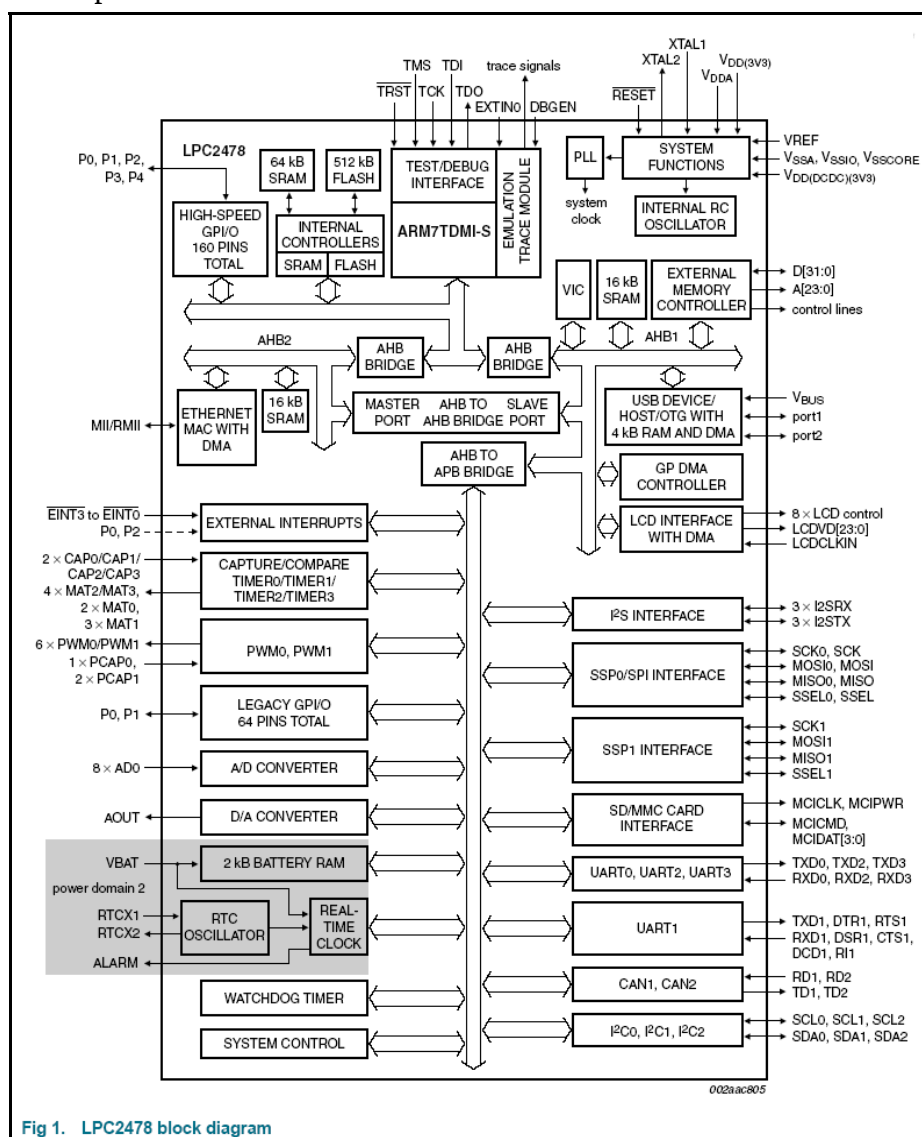 XTAL1
XTAL2
VDD(3V3)
VDDA
TMS TDI trace signals
TRST TCK TDO
EXTIN0 DBGEN
RESET
LPC2478
P0, P1, P2,
P3, P4
64 kB
SRAM
512 kB
FLASH
TEST/DEBUG
INTERFACE
EMULATION
TRACE MODULE
PLL
SYSTEM
FUNCTIONS
VREF
VSSA, VSSIO, VSSCORE
VDD(DCDC)(3V3)
system
clock
HIGH-SPEED
GPI/O
160 PINS
TOTAL
INTERNAL
CONTROLLERS
SRAM FLASH
ARM7TDMI-S
INTERNAL RC
OSCILLATOR
VIC
16 kB
SRAM
EXTERNAL
MEMORY
CONTROLLER
D[31:0]
A[23:0]
control lines
AHB2
AHB
BRIDGE
AHB
BRIDGE
AHB1
ETHERNET
MAC WITH
DMA
16 kB
SRAM
MII/RMII
MASTER AHB TO SLAVE
PORT AHB BRIDGE PORT
USB DEVICE/
HOST/OTG WITH
4 kB RAM AND DMA
VBUS
port1
port2
AHB TO
APB BRIDGE
GP DMA
CONTROLLER
LCD INTERFACE
WITH DMA
8 × LCD control
LCDVD[23:0]
LCDCLKIN
EINT3 to EINT0
P0, P2
EXTERNAL INTERRUPTS
2 × CAP0/CAP1/
CAP2/CAP3
4 × MAT2/MAT3,
2 × MAT0,
3 × MAT1
CAPTURE/COMPARE
TIMER0/TIMER1/
TIMER2/TIMER3
6 × PWM0/PWM1
1 × PCAP0,
2 × PCAP1
PWM0, PWM1
P0, P1
LEGACY GPI/O
64 PINS TOTAL
8 × AD0
A/D CONVERTER
AOUT
D/A CONVERTER
VBAT
2 kB BATTERY RAM
power domain 2
RTCX1
RTCX2
RTC
OSCILLATOR
REAL-
TIME
CLOCK
ALARM
WATCHDOG TIMER
SYSTEM CONTROL
I2S INTERFACE
3 × I2SRX
3 × I2STX
SSP0/SPI INTERFACE
SCK0, SCK
MOSI0, MOSI
MISO0, MISO
SSEL0, SSEL
SSP1 INTERFACE
SCK1
MOSI1
MISO1
SSEL1
SD/MMC CARD
INTERFACE
MCICLK, MCIPWR
MCICMD,
MCIDAT[3:0]
UART0, UART2, UART3
TXD0, TXD2, TXD3
RXD0, RXD2, RXD3
UART1
TXD1, DTR1, RTS1
RXD1, DSR1, CTS1,
DCD1, RI1
CAN1, CAN2
RD1, RD2
TD1, TD2
I2C0, I2C1, I2C2
SCL0, SCL1, SCL2
SDA0, SDA1, SDA2
002aac805
Fig 1. LPC2478 block diagram